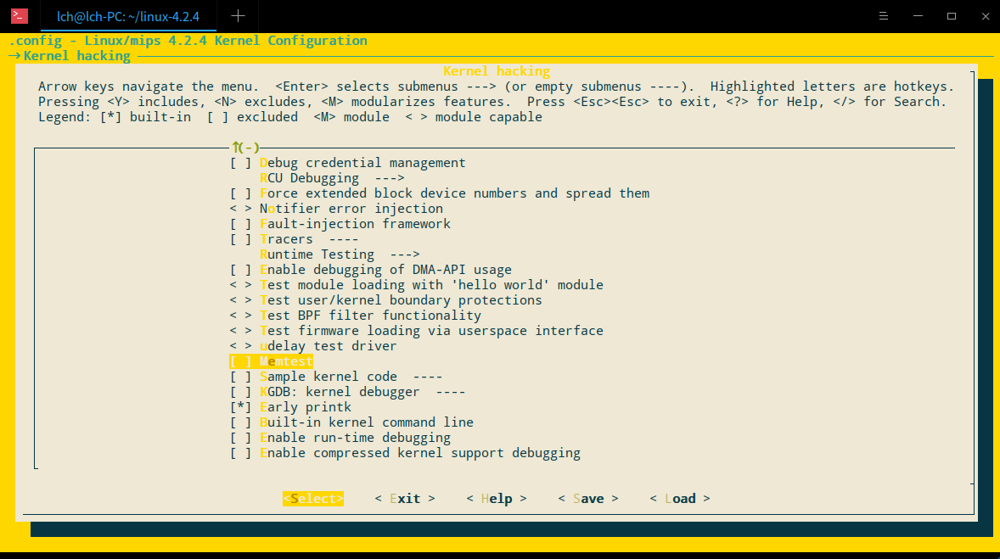 >_ lch@lch-PC: ~/linux-4.2.4 + ☰ — □ ×
.config - Linux/mips 4.2.4 Kernel Configuration
→ Kernel hacking
Kernel hacking
Arrow keys navigate the menu.  <Enter> selects submenus ---> (or empty submenus ----).  Highlighted letters are hotkeys.
Pressing <Y> includes, <N> excludes, <M> modularizes features.  Press <Esc><Esc> to exit, <?> for Help, </> for Search.
Legend: [*] built-in  [ ] excluded  <M> module  < > module capable
↑(-)
[ ] Debug credential management
RCU Debugging  --->
[ ] Force extended block device numbers and spread them
< > Notifier error injection
[ ] Fault-injection framework
[ ] Tracers  ----
Runtime Testing  --->
[ ] Enable debugging of DMA-API usage
< > Test module loading with 'hello world' module
< > Test user/kernel boundary protections
< > Test BPF filter functionality
< > Test firmware loading via userspace interface
< > udelay test driver
[ ] Memtest
[ ] Sample kernel code  ----
[ ] KGDB: kernel debugger  ----
[*] Early printk
[ ] Built-in kernel command line
[ ] Enable run-time debugging
[ ] Enable compressed kernel support debugging
<Select>    < Exit >    < Help >    < Save >    < Load >